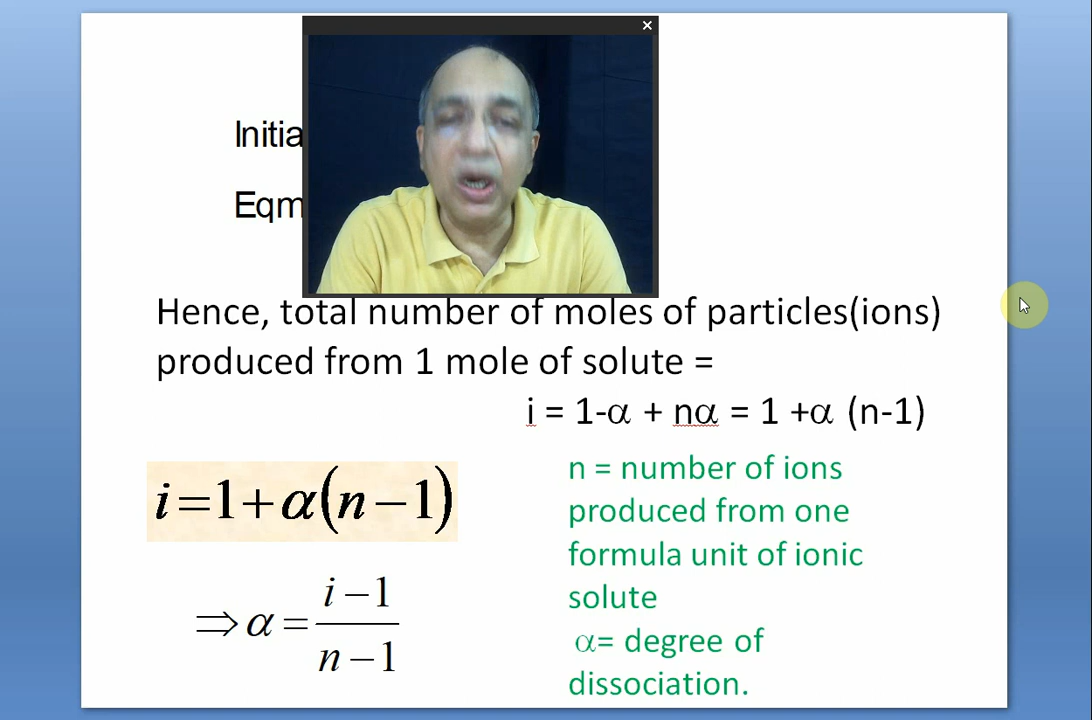 Initia
Eqm
Hence, total number of moles of particles(ions)
produced from 1 mole of solute =
i = 1-α + nα = 1 +α (n-1)
i=1+α(n−1)
⇒α = (i−1)/(n−1)
n = number of ions
produced from one
formula unit of ionic
solute
α= degree of
dissociation.